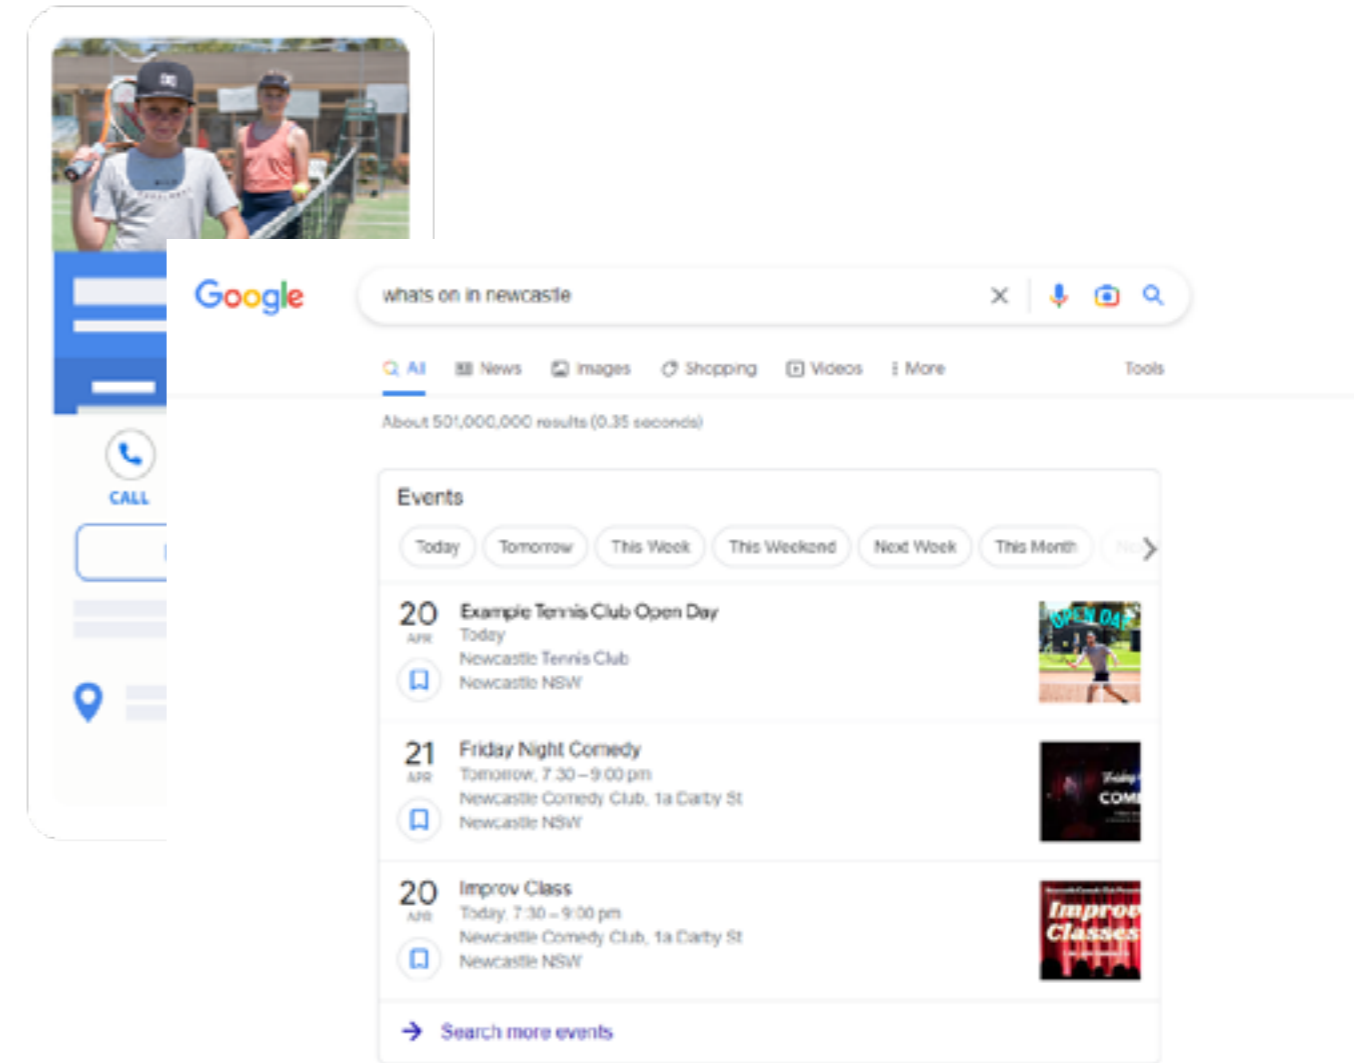 CALL
Google
whats on in newcastle
All News Images Shopping Videos More Tools
About 501,000,000 results (0.35 seconds)
Events
Today Tomorrow This Week This Weekend Next Week This Month
20 Example Tennis Club Open Day
APR Today
Newcastle Tennis Club
Newcastle NSW
OPEN DAY
21 Friday Night Comedy
APR Tomorrow, 7:30 – 9:00 pm
Newcastle Comedy Club, 1a Darby St
Newcastle NSW
Friday
COM
20 Improv Class
APR Today, 7:30 – 9:00 pm
Newcastle Comedy Club, 1a Darby St
Newcastle NSW
Improv
Classes
Search more events